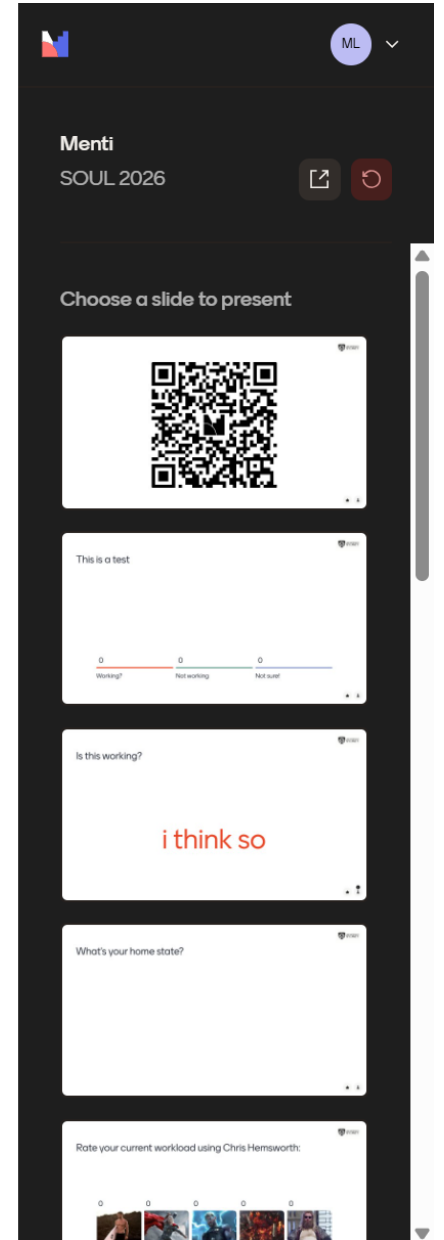 ML
Menti
SOUL 2026
Choose a slide to present
This is a test
0 0 0
Working? Not working Not sure!
Is this working?
i think so
What's your home state?
Rate your current workload using Chris Hemsworth:
0 0 0 0 0